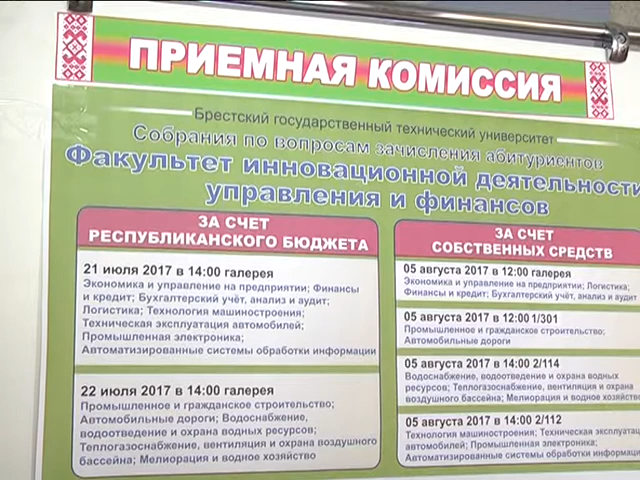 ПРИЕМНАЯ КОМИССИЯ
Брестский государственный технический университет
Собрания по вопросам зачисления абитуриентов
Факультет инновационной деятельности
управления и финансов
ЗА СЧЕТ
РЕСПУБЛИКАНСКОГО БЮДЖЕТА
21 июля 2017 в 14:00 галерея
Экономика и управление на предприятии; Финансы
и кредит; Бухгалтерский учёт, анализ и аудит;
Логистика; Технология машиностроения;
Техническая эксплуатация автомобилей;
Промышленная электроника;
Автоматизированные системы обработки информации
22 июля 2017 в 14:00 галерея
Промышленное и гражданское строительство;
Автомобильные дороги; Водоснабжение,
водоотведение и охрана водных ресурсов;
Теплогазоснабжение, вентиляция и охрана воздушного
бассейна; Мелиорация и водное хозяйство
ЗА СЧЕТ
СОБСТВЕННЫХ СРЕДСТВ
05 августа 2017 в 12:00 галерея
Экономика и управление на предприятии; Логистика;
Финансы и кредит; Бухгалтерский учёт, анализ и аудит
05 августа 2017 в 12:00 1/301
Промышленное и гражданское строительство;
Автомобильные дороги
05 августа 2017 в 14:00 2/114
Водоснабжение, водоотведение и охрана водных
ресурсов; Теплогазоснабжение, вентиляция и охрана
воздушного бассейна; Мелиорация и водное хозяйство
05 августа 2017 в 14:00 2/112
Технология машиностроения; Техническая эксплуатац
автомобилей; Промышленная электроника;
Автоматизированные системы обработки информации